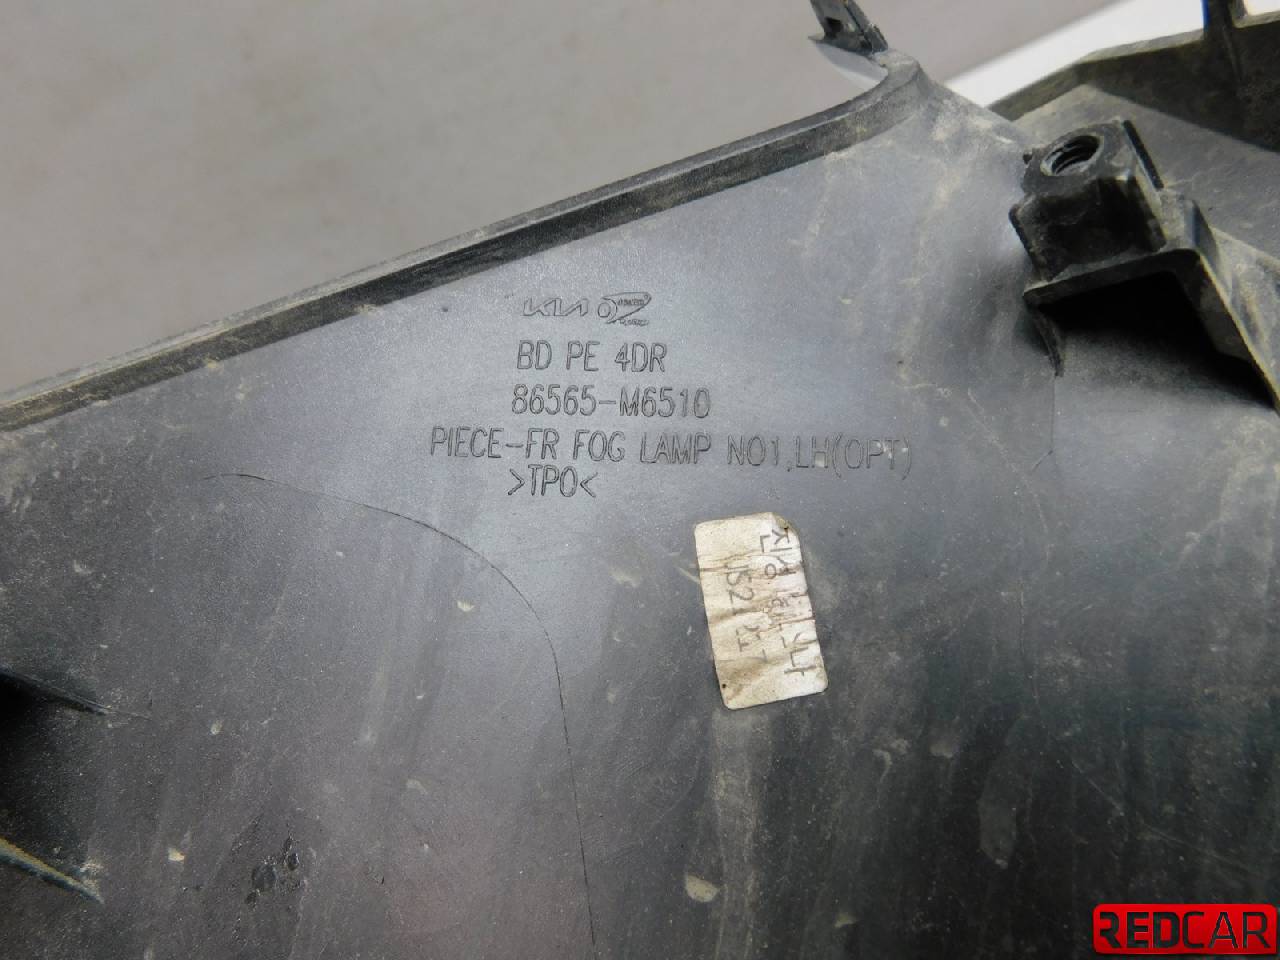 KIA
BD PE 4DR
86565-M6510
PIECE-FR FOG LAMP NO1,LH(OPT)
>TPO<
REDCAR